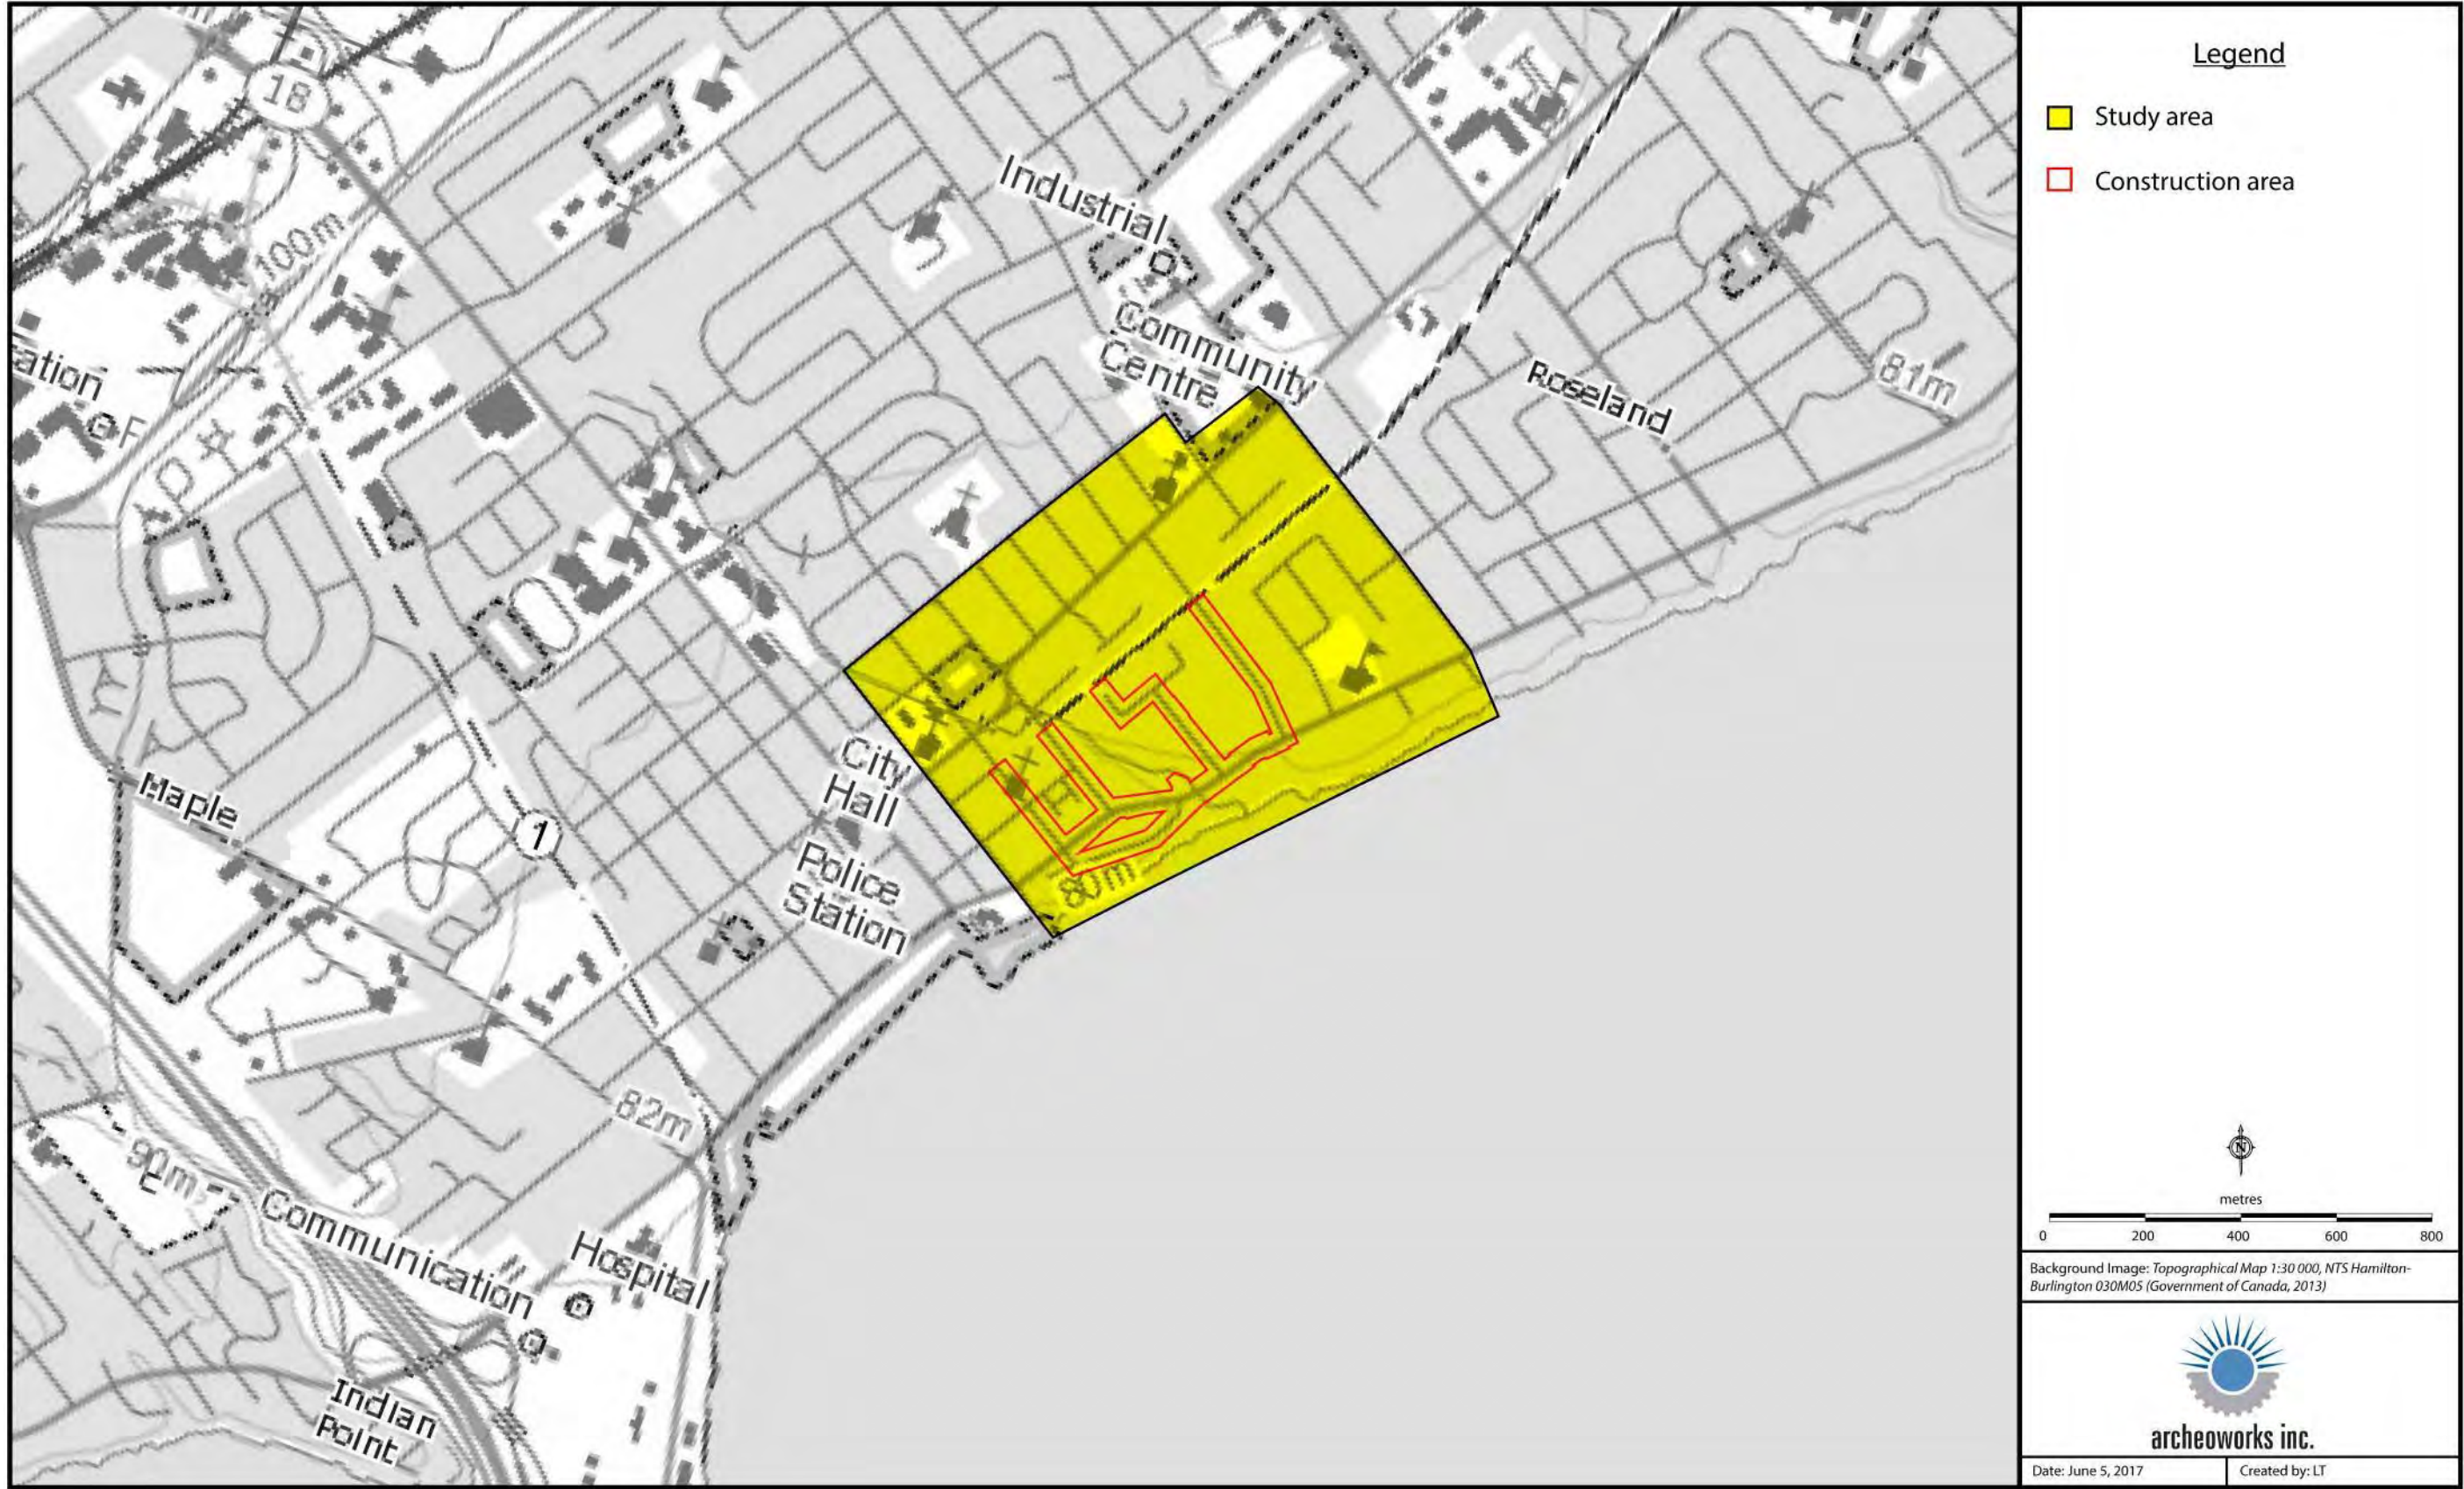 18
100m
Industrial
Community
Centre
Roseland
81m
ation
F
City
Hall
Maple
1
Police
Station
80m
82m
90m
Communication
Hospital
Indian
Point
Legend
Study area
Construction area
N
metres
0 200 400 600 800
Background Image: Topographical Map 1:30 000, NTS Hamilton-
Burlington 030M05 (Government of Canada, 2013)
archeoworks inc.
Date: June 5, 2017
Created by: LT